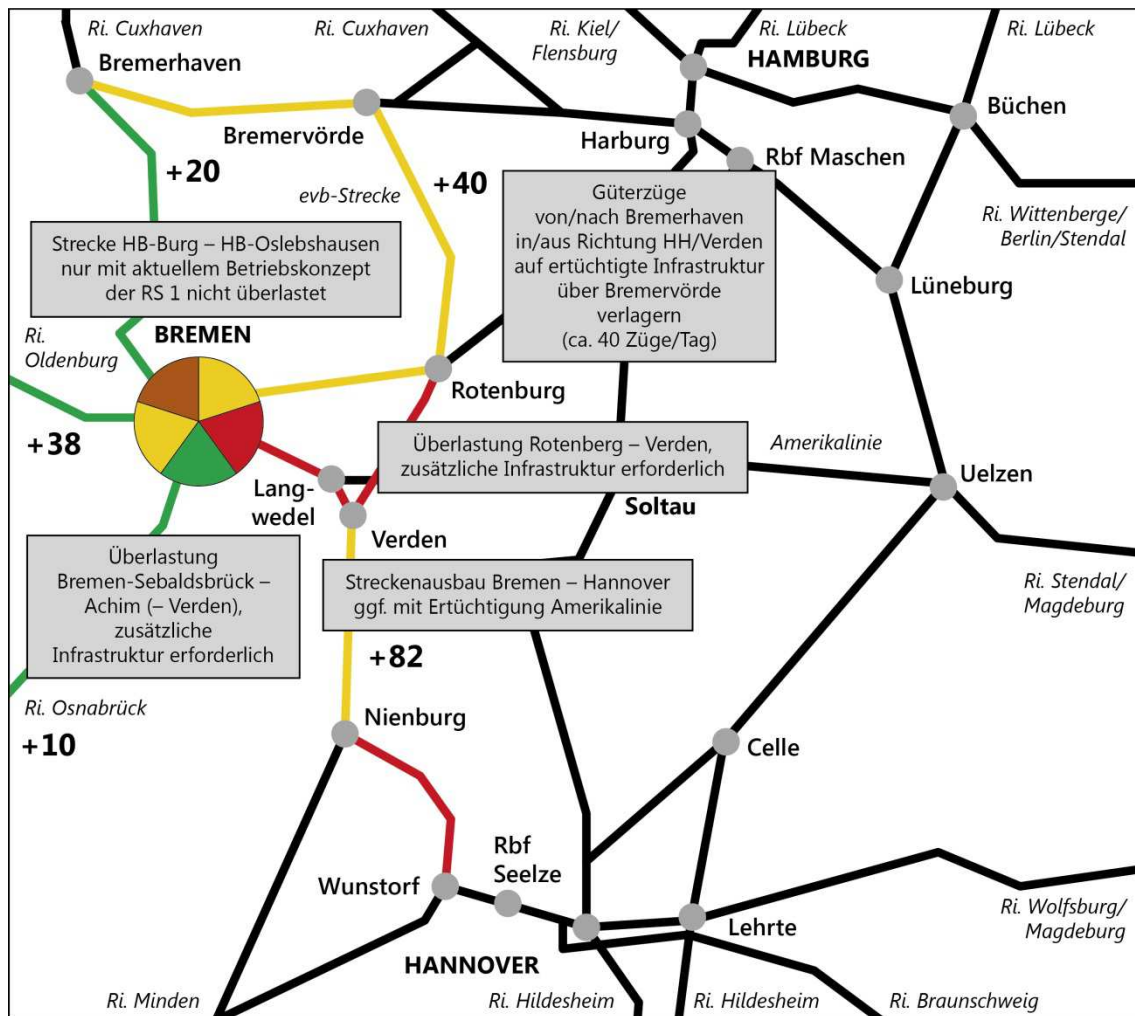 Ri. Cuxhaven
Ri. Cuxhaven
Ri. Kiel/
Flensburg
Ri. Lübeck
Ri. Lübeck
Bremerhaven
HAMBURG
Büchen
Bremervörde
Harburg
Rbf Maschen
+20
evb-Strecke
+40
Güterzüge
von/nach Bremerhaven
in/aus Richtung HH/Verden
auf ertüchtigte Infrastruktur
über Bremervörde
verlagern
(ca. 40 Züge/Tag)
Ri. Wittenberge/
Berlin/Stendal
Strecke HB-Burg – HB-Oslebshausen
nur mit aktuellem Betriebskonzept
der RS 1 nicht überlastet
Lüneburg
Ri.
Oldenburg
BREMEN
Rotenburg
+38
Überlastung Rotenberg – Verden,
zusätzliche Infrastruktur erforderlich
Amerikalinie
Uelzen
Lang-
wedel
Soltau
Verden
Überlastung
Bremen-Sebaldsbrück –
Achim (– Verden),
zusätzliche
Infrastruktur erforderlich
Streckenausbau Bremen – Hannover
ggf. mit Ertüchtigung Amerikalinie
Ri. Stendal/
Magdeburg
+82
Ri. Osnabrück
+10
Nienburg
Celle
Rbf
Seelze
Wunstorf
Lehrte
Ri. Wolfsburg/
Magdeburg
HANNOVER
Ri. Minden
Ri. Hildesheim
Ri. Hildesheim
Ri. Braunschweig